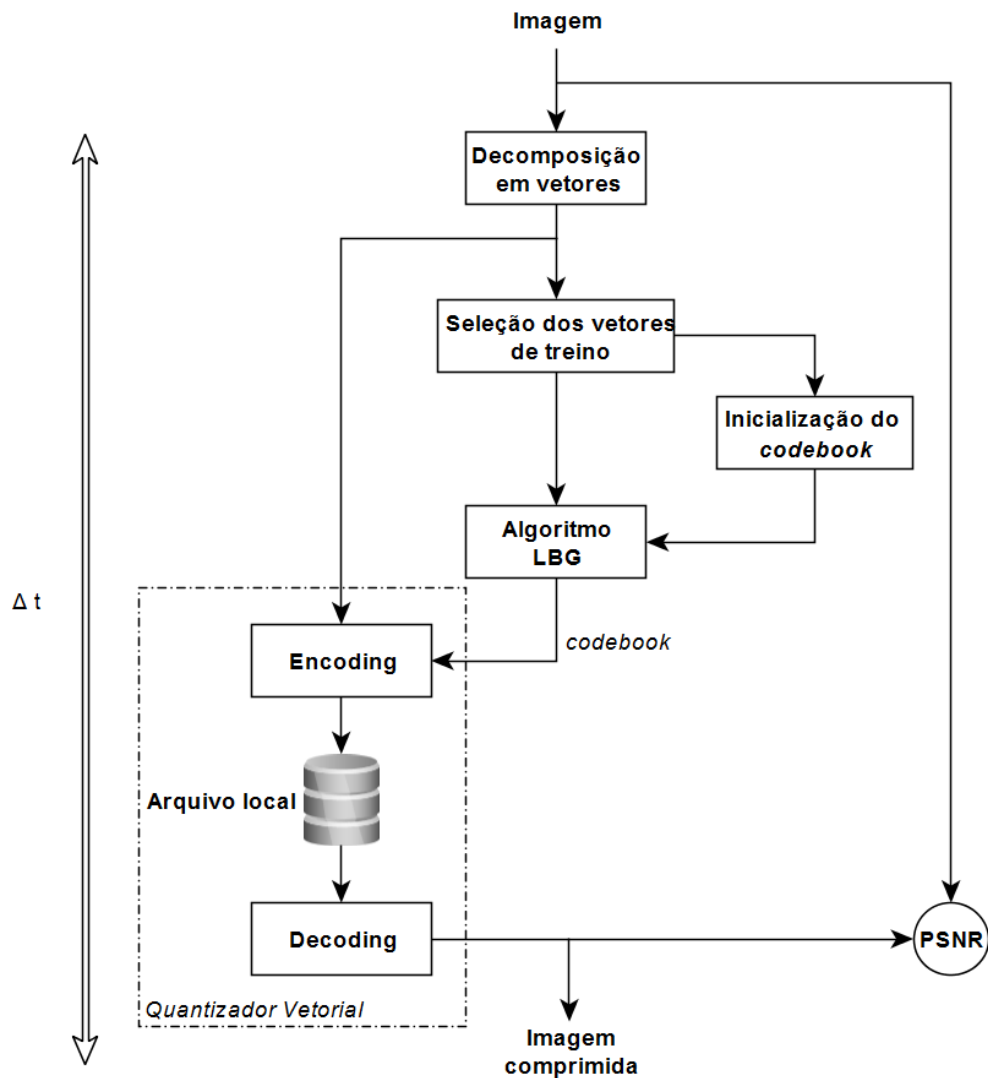 Imagem
Decomposição
em vetores
Seleção dos vetores
de treino
Inicialização do
codebook
Algoritmo
LBG
Δ t
codebook
Encoding
Arquivo local
Decoding
PSNR
Quantizador Vetorial
Imagem
comprimida